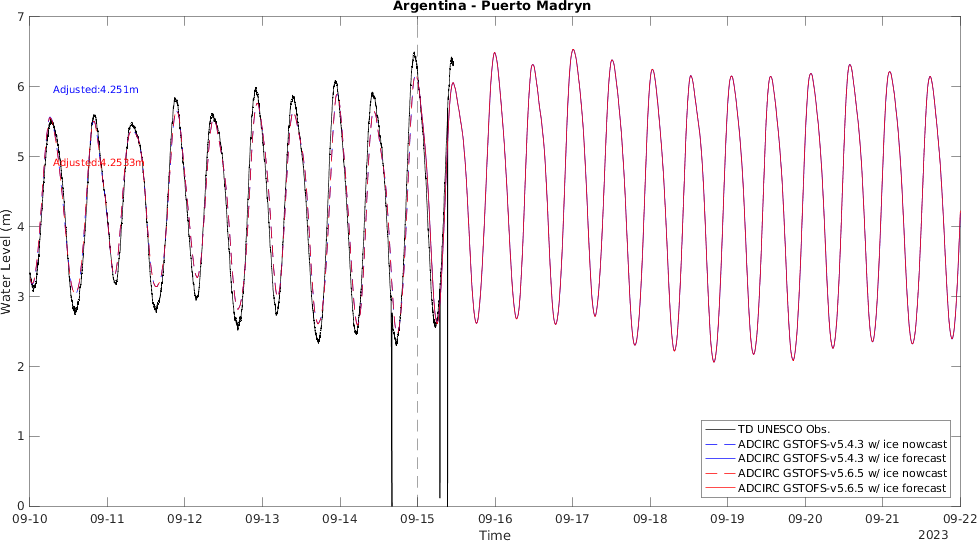 Argentina - Puerto Madryn
7
6
5
4
3
2
1
0
Water Level (m)
Adjusted:4.251m
Adjusted:4.2533m
TD UNESCO Obs.
ADCIRC GSTOFS-v5.4.3 w/ ice nowcast
ADCIRC GSTOFS-v5.4.3 w/ ice forecast
ADCIRC GSTOFS-v5.6.5 w/ ice nowcast
ADCIRC GSTOFS-v5.6.5 w/ ice forecast
09-10 09-11 09-12 09-13 09-14 09-15 09-16 09-17 09-18 09-19 09-20 09-21 09-22
Time
2023